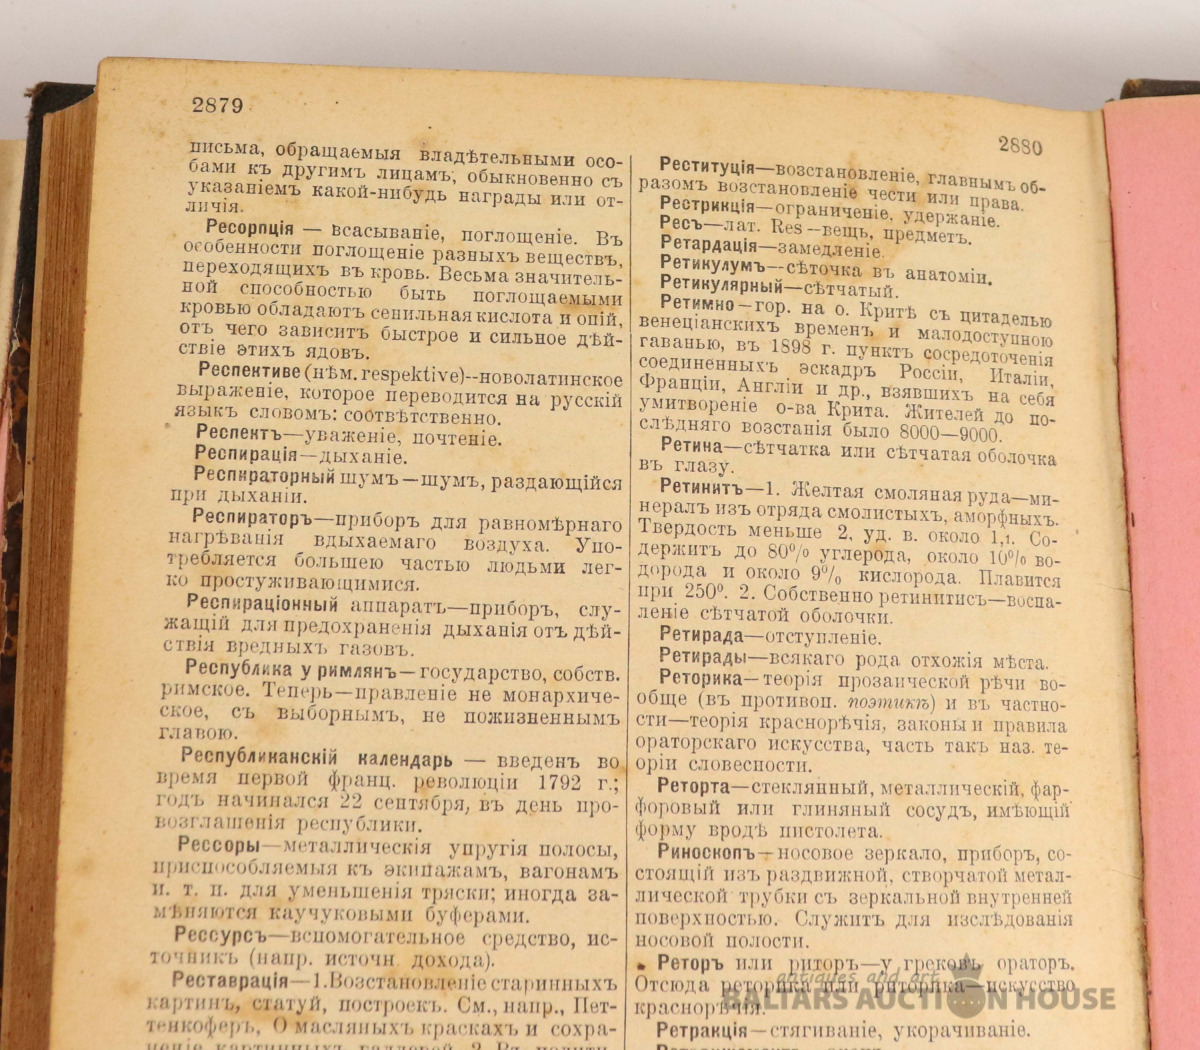 2879
письма, обращаемыя владѣтельными осо-
бами къ другимъ лицамъ, обыкновенно съ
указаніемъ какой-нибудь награды или от-
личія.
Ресорпція — всасываніе, поглощеніе. Въ
особенности поглощеніе разныхъ веществъ,
переходящихъ въ кровь. Весьма значитель-
ной способностью быть поглощаемыми
кровью обладаютъ сенильная кислота и опій,
отъ чего зависитъ быстрое и сильное дѣй-
ствіе этихъ ядовъ.
Респективе (нѣм. respektive)--новолатинское
выраженіе, которое переводится на русскій
языкъ словомъ: соотвѣтственно.
Респектъ—уваженіе, почтеніе.
Респирація—дыханіе.
Респираторный шумъ—шумъ, раздающійся
при дыханіи.
Респираторъ—приборъ для равномѣрнаго
нагрѣванія вдыхаемаго воздуха. Упо-
требляется большею частью людьми лег-
ко простуживающимися.
Респираціонный аппаратъ—приборъ, слу-
жащій для предохраненія дыханія отъ дѣй-
ствія вредныхъ газовъ.
Республика у римлянъ—государство, собств.
римское. Теперь—правленіе не монархиче-
ское, съ выборнымъ, не пожизненнымъ
главою.
Республиканскій календарь — введенъ во
время первой франц. революціи 1792 г.;
годъ начинался 22 сентября, въ день про-
возглашенія республики.
Рессоры—металлическія упругія полосы,
приспособляемыя къ экипажамъ, вагонамъ
и. т. п. для уменьшенія тряски; иногда за-
мѣняются каучуковыми буферами.
Рессурсъ—вспомогательное средство, ис-
точникъ (напр. источн. дохода).
Реставрація—1. Возстановленіе старинныхъ
картинъ, статуй, построекъ. См., напр., Пет-
тенкоферъ, О масляныхъ краскахъ и сохра-
неніе картинныхъ галлерей. 2. Въ полити-
2880
Реституція—возстановленіе, главнымъ об-
разомъ возстановленіе чести или права.
Рестрикція—ограниченіе, удержаніе.
Ресъ—лат. Res—вещь, предметъ.
Ретардація—замедленіе.
Ретикулумъ—сѣточка въ анатоміи.
Ретикулярный—сѣтчатый.
Ретимно—гор. на о. Критѣ съ цитаделью
венеціанскихъ временъ и малодоступною
гаванью, въ 1898 г. пунктъ сосредоточенія
соединенныхъ эскадръ Россіи, Италіи,
Франціи, Англіи и др., взявшихъ на себя
умитвореніе о-ва Крита. Жителей до по-
слѣдняго возстанія было 8000—9000.
Ретина—сѣтчатка или сѣтчатая оболочка
въ глазу.
Ретинитъ—1. Желтая смоляная руда—ми-
нералъ изъ отряда смолистыхъ, аморфныхъ.
Твердость меньше 2, уд. в. около 1,1. Со-
держитъ до 80% углерода, около 10% во-
дорода и около 9% кислорода. Плавится
при 250°. 2. Собственно ретинитисъ—воспа-
леніе сѣтчатой оболочки.
Ретирада—отступленіе.
Ретирады—всякаго рода отхожія мѣста.
Реторика—теорія прозаической рѣчи во-
обще (въ противоп. поэтикѣ) и въ частно-
сти—теорія краснорѣчія, законы и правила
ораторскаго искусства, часть такъ наз. те-
оріи словесности.
Реторта—стеклянный, металлическій, фар-
форовый или глиняный сосудъ, имѣющій
форму вродѣ пистолета.
Риноскопъ—носовое зеркало, приборъ, со-
стоящій изъ раздвижной, створчатой метал-
лической трубки съ зеркальной внутренней
поверхностью. Служитъ для изслѣдованія
носовой полости.
Реторъ или риторъ—у грековъ ораторъ.
Отсюда реторика или риторика—искусство
краснорѣчія.
Ретракція—стягиваніе, укорачиваніе.
antiques and art
BALTARS AUCTION HOUSE